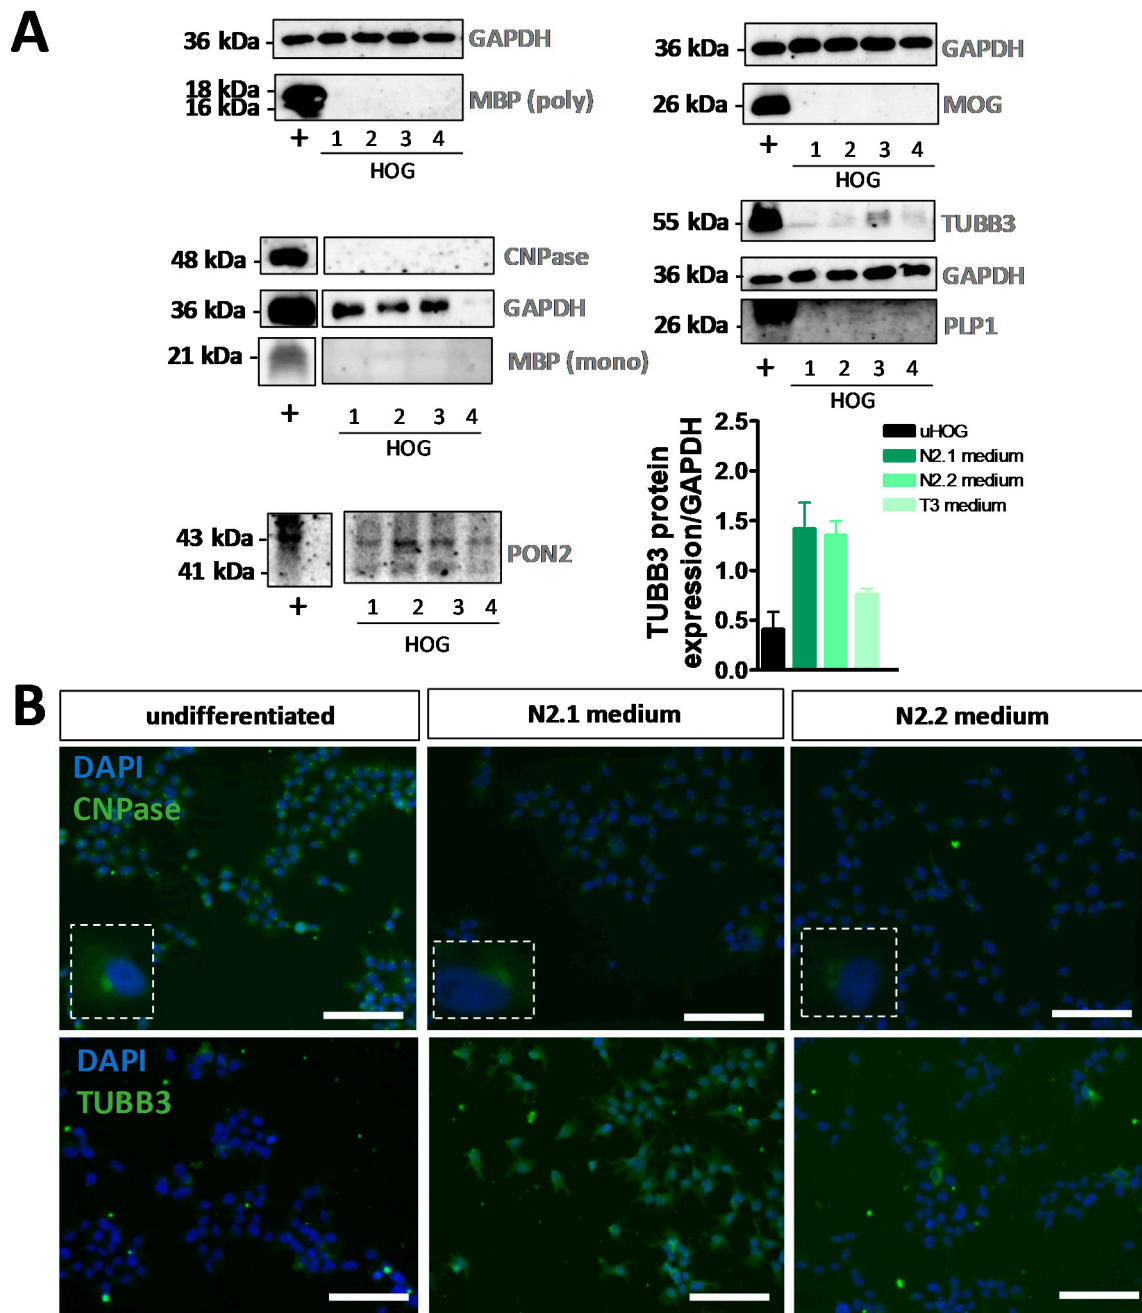 A
36 kDa
GAPDH
18 kDa
16 kDa
MBP (poly)
+ 1 2 3 4
HOG
36 kDa
GAPDH
26 kDa
MOG
+ 1 2 3 4
HOG
48 kDa
CNPase
36 kDa
GAPDH
21 kDa
MBP (mono)
+ 1 2 3 4
HOG
55 kDa
TUBB3
36 kDa
GAPDH
26 kDa
PLP1
+ 1 2 3 4
HOG
43 kDa
41 kDa
PON2
+ 1 2 3 4
HOG
TUBB3 protein
expression/GAPDH
2.5
2.0
1.5
1.0
0.5
0.0
uHOG
N2.1 medium
N2.2 medium
T3 medium
B
undifferentiated
N2.1 medium
N2.2 medium
DAPI
CNPase
DAPI
TUBB3